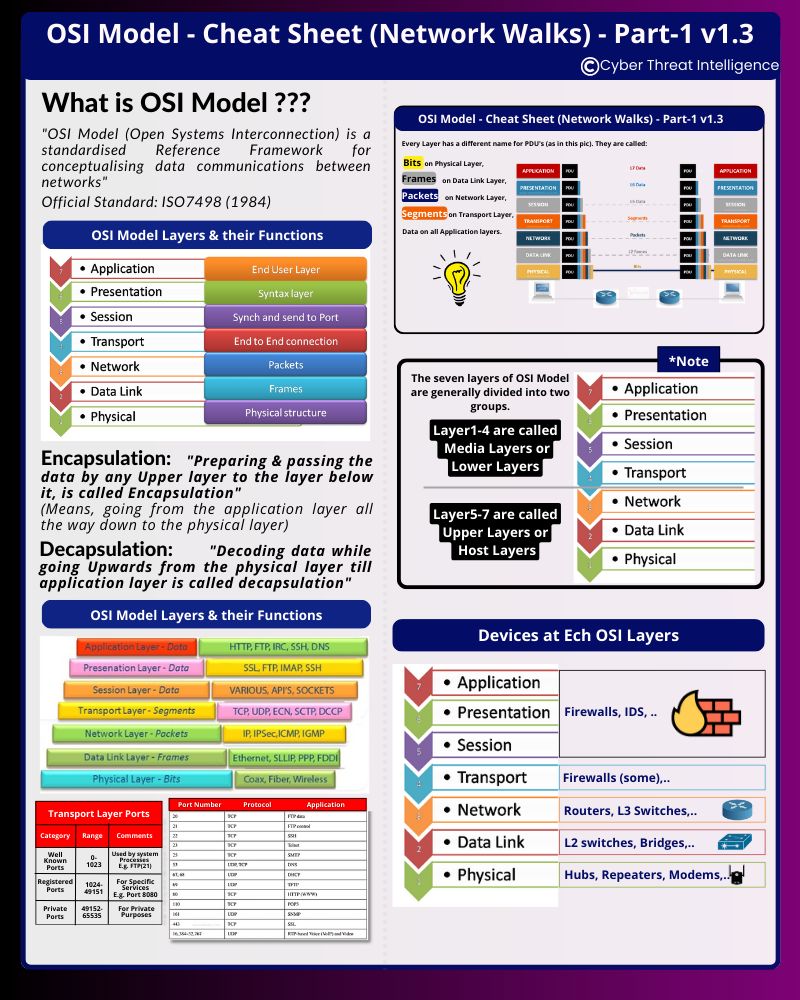 OSI Model - Cheat Sheet (Network Walks) - Part-1 v1.3
©Cyber Threat Intelligence
What is OSI Model ???
"OSI Model (Open Systems Interconnection) is a
standardised Reference Framework for
conceptualising data communications between
networks"
Official Standard: ISO7498 (1984)
OSI Model Layers & their Functions
7 • Application End User Layer
• Presentation Syntax layer
• Session Synch and send to Port
• Transport End to End connection
• Network Packets
2 • Data Link Frames
• Physical Physical structure
Encapsulation: "Preparing & passing the
data by any Upper layer to the layer below
it, is called Encapsulation"
(Means, going from the application layer all
the way down to the physical layer)
Decapsulation: "Decoding data while
going Upwards from the physical layer till
application layer is called decapsulation"
OSI Model Layers & their Functions
Application Layer - Data HTTP, FTP, IRC, SSH, DNS
Presenation Layer - Data SSL, FTP, IMAP, SSH
Session Layer - Data VARIOUS, API'S, SOCKETS
Transport Layer - Segments TCP, UDP, ECN, SCTP, DCCP
Network Layer - Packets IP, IPSec,ICMP, IGMP
Data Link Layer - Frames Ethernet, SLLIP, PPP, FDDI
Physical Layer - Bits Coax, Fiber, Wireless
Transport Layer Ports
Category Range Comments
Well
Known
Ports
0-
1023
Used by system
Processes
E.g. FTP(21)
Registered
Ports
1024-
49151
For Specific
Services
E.g. Port 8080
Private
Ports
49152-
65535
For Private
Purposes
Port Number Protocol Application
20 TCP FTP data
21 TCP FTP control
22 TCP SSH
23 TCP Telnet
25 TCP SMTP
53 UDP, TCP DNS
67, 68 UDP DHCP
69 UDP TFTP
80 TCP HTTP (WWW)
110 TCP POP3
161 UDP SNMP
443 TCP SSL
16,384-32,767 UDP RTP-based Voice (VoIP) and Video
OSI Model - Cheat Sheet (Network Walks) - Part-1 v1.3
Every Layer has a different name for PDU's (as in this pic). They are called:
Bits on Physical Layer,
Frames on Data Link Layer,
Packets on Network Layer,
Segments on Transport Layer,
Data on all Application layers.
APPLICATION PDU L7 Data PDU APPLICATION
PRESENTATION PDU L6 Data PDU PRESENTATION
SESSION PDU L5 Data PDU SESSION
TRANSPORT PDU Segments PDU TRANSPORT
NETWORK PDU Packets PDU NETWORK
DATA LINK PDU L2 Frames PDU DATA LINK
PHYSICAL PDU Bits PDU PHYSICAL
*Note
The seven layers of OSI Model
are generally divided into two
groups.
Layer1-4 are called
Media Layers or
Lower Layers
Layer5-7 are called
Upper Layers or
Host Layers
7 • Application
6 • Presentation
5 • Session
• Transport
• Network
2 • Data Link
• Physical
Devices at Ech OSI Layers
7 • Application
6 • Presentation
5 • Session
Firewalls, IDS, ..
4 • Transport Firewalls (some),..
3 • Network Routers, L3 Switches,..
2 • Data Link L2 switches, Bridges,..
• Physical Hubs, Repeaters, Modems,..